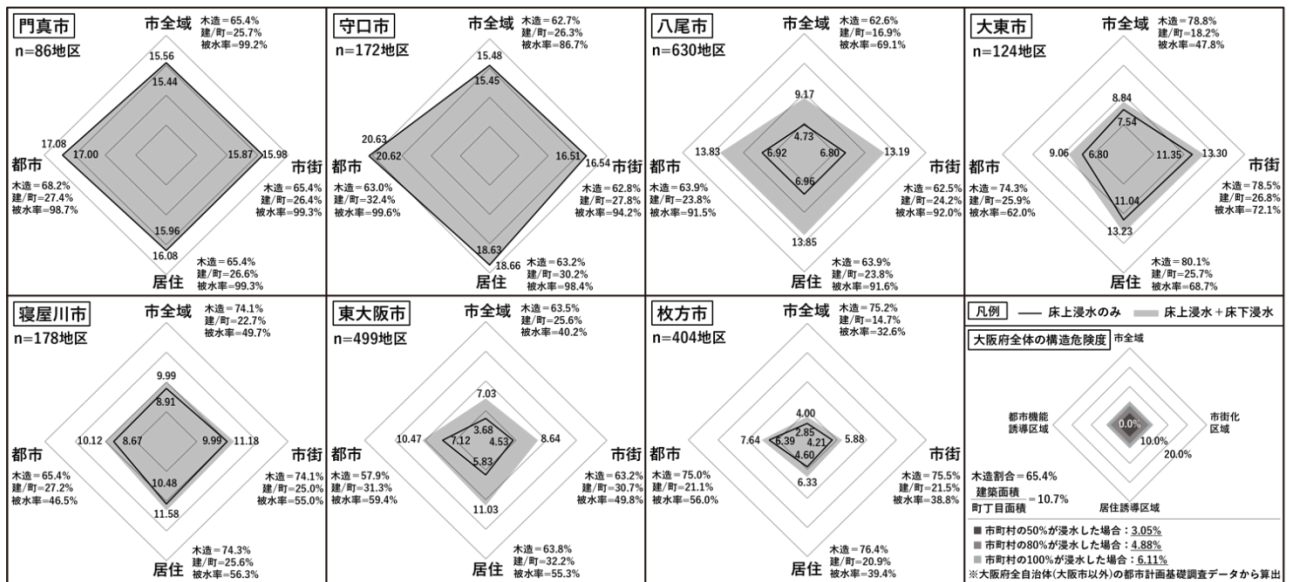 門真市
n=86地区
市全域
木造=65.4%
建/町=25.7%
被水率=99.2%
15.56
15.44
17.08
17.00
15.87
15.98
都市
市街
木造=68.2%
建/町=27.4%
被水率=98.7%
木造=65.4%
建/町=26.4%
被水率=99.3%
15.96
16.08
居住
木造=65.4%
建/町=26.6%
被水率=99.3%
守口市
n=172地区
市全域
木造=62.7%
建/町=26.3%
被水率=86.7%
15.48
15.45
20.63
20.62
16.51
16.54
都市
市街
木造=63.0%
建/町=32.4%
被水率=99.6%
木造=62.8%
建/町=27.8%
被水率=94.2%
18.63
18.66
居住
木造=63.2%
建/町=30.2%
被水率=98.4%
八尾市
n=630地区
市全域
木造=62.6%
建/町=16.9%
被水率=69.1%
9.17
4.73
13.83
6.92
6.80
13.19
都市
市街
木造=63.9%
建/町=23.8%
被水率=91.5%
木造=62.5%
建/町=24.2%
被水率=92.0%
6.96
13.85
居住
木造=63.9%
建/町=23.8%
被水率=91.6%
大東市
n=124地区
市全域
木造=78.8%
建/町=18.2%
被水率=47.8%
8.84
7.54
9.06
6.80
11.35
13.30
都市
市街
木造=74.3%
建/町=25.9%
被水率=62.0%
木造=78.5%
建/町=26.8%
被水率=72.1%
11.04
13.23
居住
木造=80.1%
建/町=25.7%
被水率=68.7%
寝屋川市
n=178地区
市全域
木造=74.1%
建/町=22.7%
被水率=49.7%
9.99
8.91
10.12
8.67
9.99
11.18
都市
市街
木造=65.4%
建/町=27.2%
被水率=46.5%
木造=74.1%
建/町=25.0%
被水率=55.0%
10.48
11.58
居住
木造=74.3%
建/町=25.6%
被水率=56.3%
東大阪市
n=499地区
市全域
木造=63.5%
建/町=25.6%
被水率=40.2%
7.03
3.68
10.47
7.12
4.53
8.64
都市
市街
木造=57.9%
建/町=31.3%
被水率=59.4%
木造=63.2%
建/町=30.7%
被水率=49.8%
5.83
11.03
居住
木造=63.8%
建/町=32.2%
被水率=55.3%
枚方市
n=404地区
市全域
木造=75.2%
建/町=14.7%
被水率=32.6%
4.00
2.85
7.64
6.39
4.21
5.88
都市
市街
木造=75.0%
建/町=21.1%
被水率=56.0%
木造=75.5%
建/町=21.5%
被水率=38.8%
4.60
6.33
居住
木造=76.4%
建/町=20.9%
被水率=39.4%
凡例 床上浸水のみ 床上浸水+床下浸水
大阪府全体の構造危険度
市全域
都市機能
誘導区域
市街化
区域
0.0%
10.0%
20.0%
木造割合=65.4%
建築面積
町丁目面積
=10.7%
居住誘導区域
市町村の50%が浸水した場合:3.05%
市町村の80%が浸水した場合:4.88%
市町村の100%が浸水した場合:6.11%
※大阪府全自治体(大阪市以外)の都市計画基礎調査データから算出